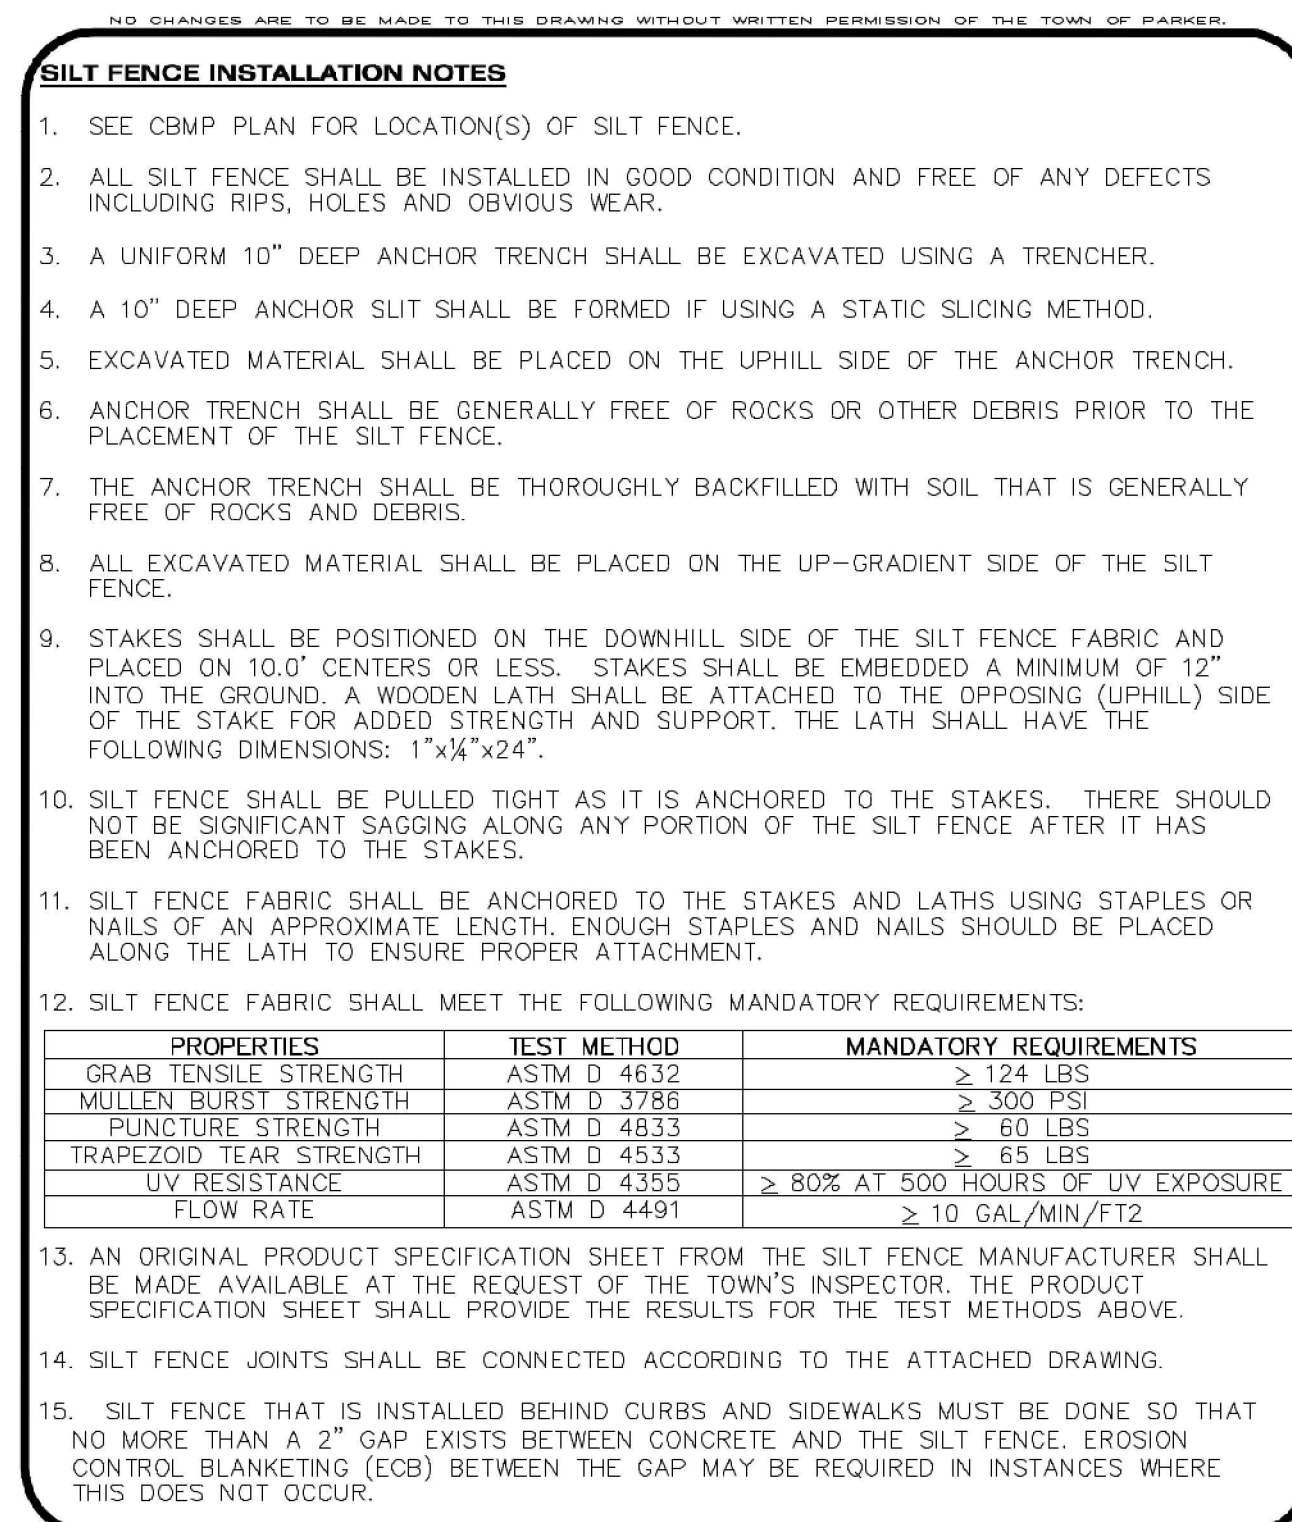 NO CHANGES ARE TO BE MADE TO THIS DRAWING WITHOUT WRITTEN PERMISSION OF THE TOWN OF PARKER.
SILT FENCE INSTALLATION NOTES
1. SEE CBMP PLAN FOR LOCATION(S) OF SILT FENCE.
2. ALL SILT FENCE SHALL BE INSTALLED IN GOOD CONDITION AND FREE OF ANY DEFECTS
INCLUDING RIPS, HOLES AND OBVIOUS WEAR.
3. A UNIFORM 10" DEEP ANCHOR TRENCH SHALL BE EXCAVATED USING A TRENCHER.
4. A 10" DEEP ANCHOR SLIT SHALL BE FORMED IF USING A STATIC SLICING METHOD.
5. EXCAVATED MATERIAL SHALL BE PLACED ON THE UPHILL SIDE OF THE ANCHOR TRENCH.
6. ANCHOR TRENCH SHALL BE GENERALLY FREE OF ROCKS OR OTHER DEBRIS PRIOR TO THE
PLACEMENT OF THE SILT FENCE.
7. THE ANCHOR TRENCH SHALL BE THOROUGHLY BACKFILLED WITH SOIL THAT IS GENERALLY
FREE OF ROCKS AND DEBRIS.
8. ALL EXCAVATED MATERIAL SHALL BE PLACED ON THE UP-GRADIENT SIDE OF THE SILT
FENCE.
9. STAKES SHALL BE POSITIONED ON THE DOWNHILL SIDE OF THE SILT FENCE FABRIC AND
PLACED ON 10.0' CENTERS OR LESS. STAKES SHALL BE EMBEDDED A MINIMUM OF 12"
INTO THE GROUND. A WOODEN LATH SHALL BE ATTACHED TO THE OPPOSING (UPHILL) SIDE
OF THE STAKE FOR ADDED STRENGTH AND SUPPORT. THE LATH SHALL HAVE THE
FOLLOWING DIMENSIONS: 1"x¼"x24".
10. SILT FENCE SHALL BE PULLED TIGHT AS IT IS ANCHORED TO THE STAKES. THERE SHOULD
NOT BE SIGNIFICANT SAGGING ALONG ANY PORTION OF THE SILT FENCE AFTER IT HAS
BEEN ANCHORED TO THE STAKES.
11. SILT FENCE FABRIC SHALL BE ANCHORED TO THE STAKES AND LATHS USING STAPLES OR
NAILS OF AN APPROXIMATE LENGTH. ENOUGH STAPLES AND NAILS SHOULD BE PLACED
ALONG THE LATH TO ENSURE PROPER ATTACHMENT.
12. SILT FENCE FABRIC SHALL MEET THE FOLLOWING MANDATORY REQUIREMENTS:
PROPERTIES TEST METHOD MANDATORY REQUIREMENTS
GRAB TENSILE STRENGTH ASTM D 4632 ≥ 124 LBS
MULLEN BURST STRENGTH ASTM D 3786 ≥ 300 PSI
PUNCTURE STRENGTH ASTM D 4833 ≥ 60 LBS
TRAPEZOID TEAR STRENGTH ASTM D 4533 ≥ 65 LBS
UV RESISTANCE ASTM D 4355 ≥ 80% AT 500 HOURS OF UV EXPOSURE
FLOW RATE ASTM D 4491 ≥ 10 GAL/MIN/FT2
13. AN ORIGINAL PRODUCT SPECIFICATION SHEET FROM THE SILT FENCE MANUFACTURER SHALL
BE MADE AVAILABLE AT THE REQUEST OF THE TOWN'S INSPECTOR. THE PRODUCT
SPECIFICATION SHEET SHALL PROVIDE THE RESULTS FOR THE TEST METHODS ABOVE.
14. SILT FENCE JOINTS SHALL BE CONNECTED ACCORDING TO THE ATTACHED DRAWING.
15. SILT FENCE THAT IS INSTALLED BEHIND CURBS AND SIDEWALKS MUST BE DONE SO THAT
NO MORE THAN A 2" GAP EXISTS BETWEEN CONCRETE AND THE SILT FENCE. EROSION
CONTROL BLANKETING (ECB) BETWEEN THE GAP MAY BE REQUIRED IN INSTANCES WHERE
THIS DOES NOT OCCUR.